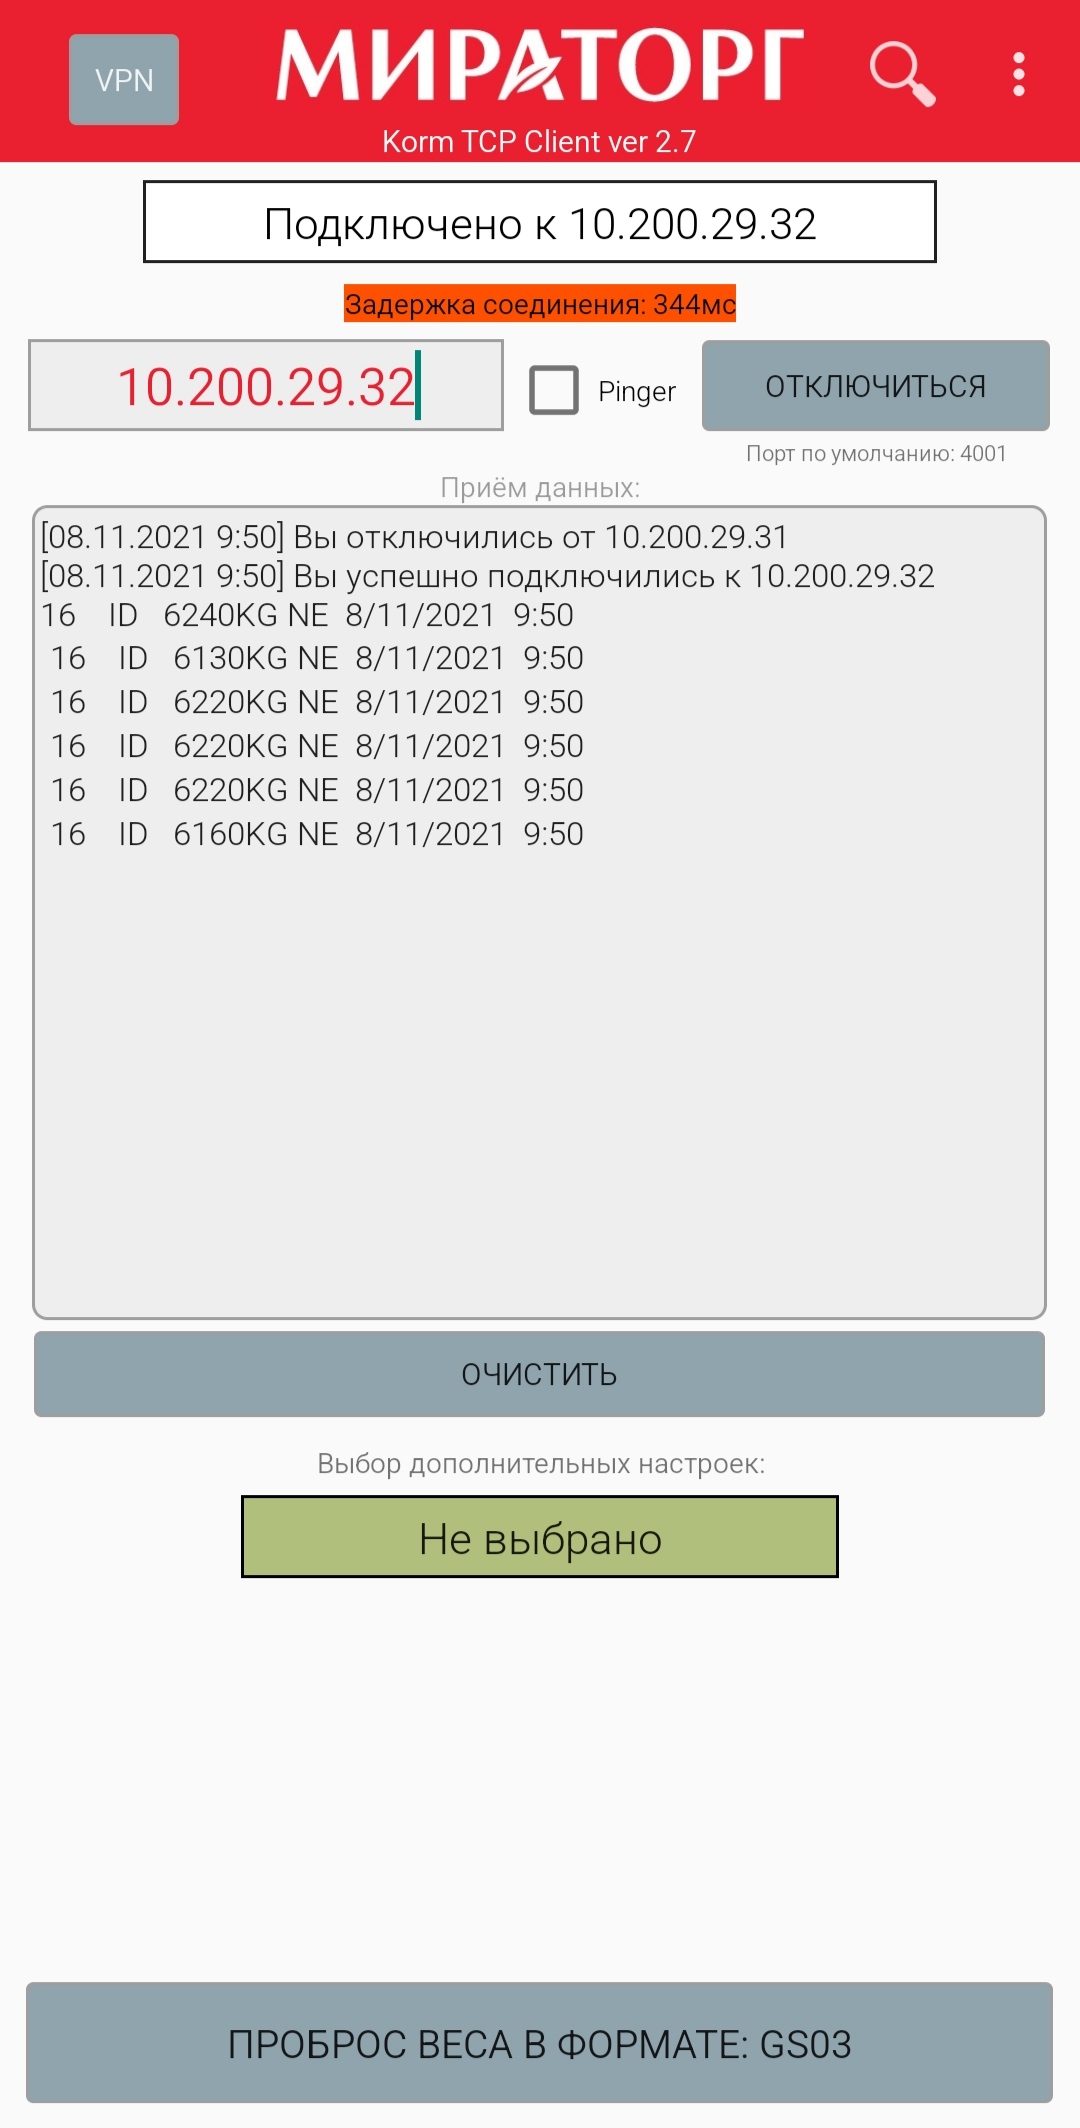 VPN
МИРАТОРГ
Korm TCP Client ver 2.7
Подключено к 10.200.29.32
Задержка соединения: 344мс
10.200.29.32
Pinger
ОТКЛЮЧИТЬСЯ
Порт по умолчанию: 4001
Приём данных:
[08.11.2021 9:50] Вы отключились от 10.200.29.31
[08.11.2021 9:50] Вы успешно подключились к 10.200.29.32
16 ID 6240KG NE 8/11/2021 9:50
16 ID 6130KG NE 8/11/2021 9:50
16 ID 6220KG NE 8/11/2021 9:50
16 ID 6220KG NE 8/11/2021 9:50
16 ID 6220KG NE 8/11/2021 9:50
16 ID 6160KG NE 8/11/2021 9:50
ОЧИСТИТЬ
Выбор дополнительных настроек:
Не выбрано
ПРОБРОС ВЕСА В ФОРМАТЕ: GS03